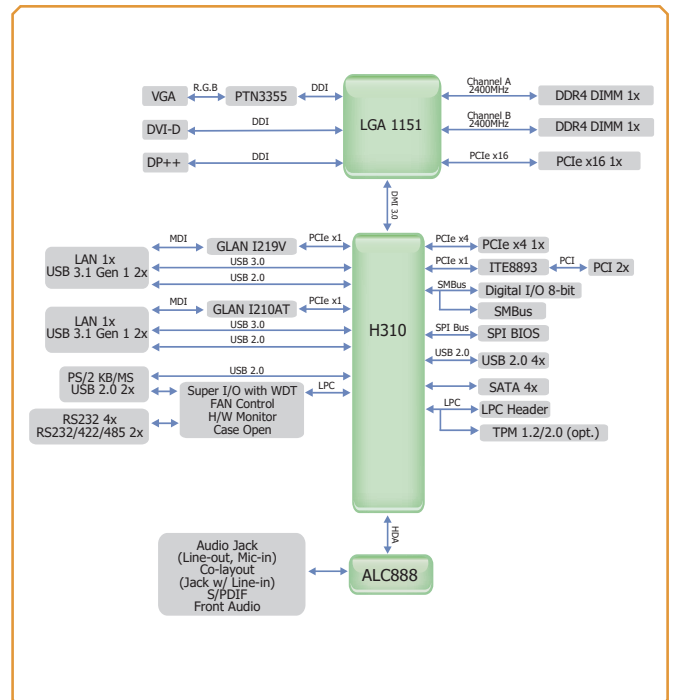 VGA
R.G.B
PTN3355
DDI
DVI-D
DDI
DP++
DDI
LGA 1151
Channel A
2400MHz
DDR4 DIMM 1x
Channel B
2400MHz
DDR4 DIMM 1x
PCIe x16
PCIe x16 1x
DMI 3.0
LAN 1x
USB 3.1 Gen 1 2x
MDI
GLAN I219V
PCIe x1
USB 3.0
USB 2.0
LAN 1x
USB 3.1 Gen 1 2x
MDI
GLAN I210AT
PCIe x1
USB 3.0
USB 2.0
PS/2 KB/MS
USB 2.0 2x
USB 2.0
Super I/O with WDT
FAN Control
H/W Monitor
Case Open
LPC
RS232 4x
RS232/422/485 2x
H310
PCIe x4
PCIe x4 1x
PCIe x1
ITE8893
PCI
PCI 2x
SMBus
Digital I/O 8-bit
SMBus
SPI Bus
SPI BIOS
USB 2.0
USB 2.0 4x
SATA 4x
LPC
LPC Header
TPM 1.2/2.0 (opt.)
HDA
Audio Jack
(Line-out, Mic-in)
Co-layout
(Jack w/ Line-in)
S/PDIF
Front Audio
ALC888